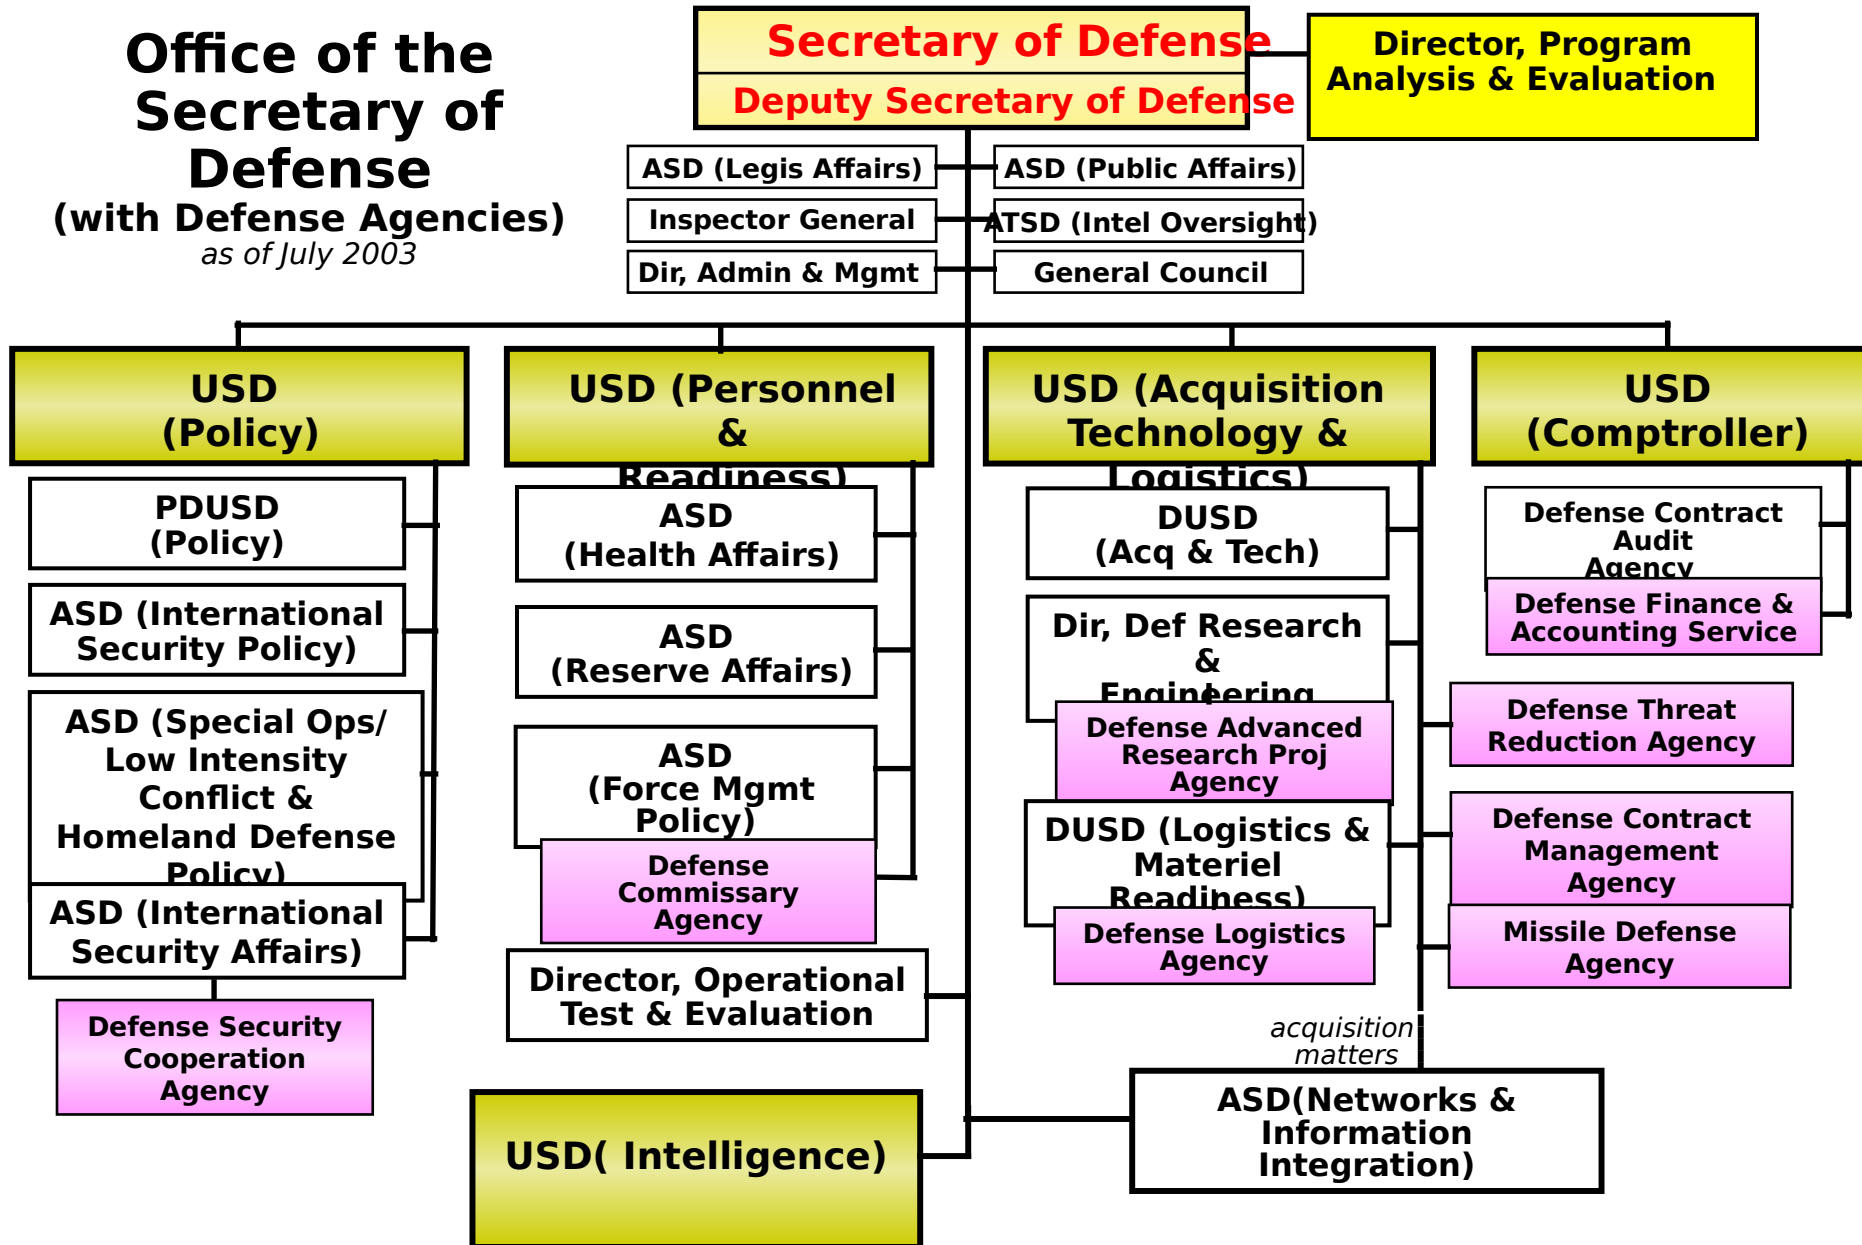 Office of the
Secretary of
Defense
(with Defense Agencies)
as of July 2003
Secretary of Defense
Deputy Secretary of Defense
Director, Program
Analysis & Evaluation
ASD (Legis Affairs)
ASD (Public Affairs)
Inspector General
ATSD (Intel Oversight)
Dir, Admin & Mgmt
General Council
USD
(Policy)
PDUSD
(Policy)
ASD (International
Security Policy)
ASD (Special Ops/
Low Intensity
Conflict &
Homeland Defense
Policy)
ASD (International
Security Affairs)
Defense Security
Cooperation
Agency
USD (Personnel
&
Readiness)
ASD
(Health Affairs)
ASD
(Reserve Affairs)
ASD
(Force Mgmt
Policy)
Defense
Commissary
Agency
Director, Operational
Test & Evaluation
USD( Intelligence)
USD (Acquisition
Technology &
Logistics)
DUSD
(Acq & Tech)
Dir, Def Research
&
Engineering
Defense Advanced
Research Proj
Agency
DUSD (Logistics &
Materiel
Readiness)
Defense Logistics
Agency
acquisition
matters
ASD(Networks &
Information
Integration)
USD
(Comptroller)
Defense Contract
Audit
Agency
Defense Finance &
Accounting Service
Defense Threat
Reduction Agency
Defense Contract
Management
Agency
Missile Defense
Agency